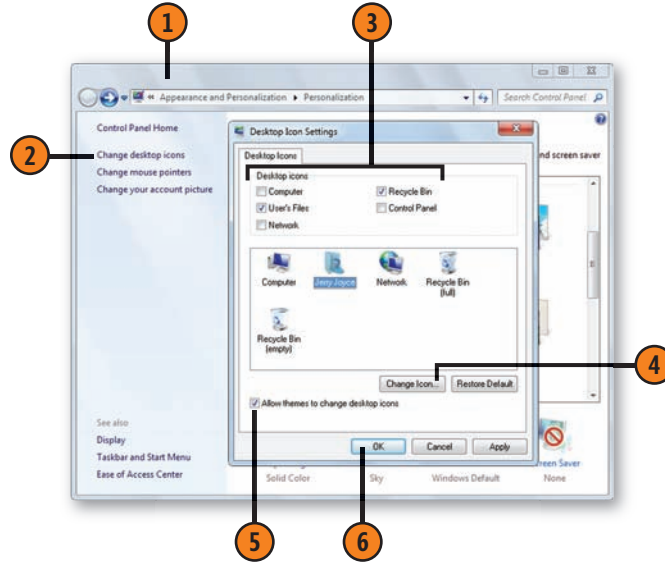 1
3
« Appearance and Personalization ▸ Personalization
Search Control Panel
Control Panel Home
2
Change desktop icons
Change mouse pointers
Change your account picture
nd screen saver
Desktop Icon Settings
Desktop Icons
Desktop icons
Computer
Recycle Bin
User's Files
Control Panel
Network
Computer
Jerry Joyce
Network
Recycle Bin
(full)
Recycle Bin
(empty)
Change Icon...
Restore Default
4
Allow themes to change desktop icons
OK
Cancel
Apply
See also
Display
Taskbar and Start Menu
Ease of Access Center
Solid Color
Sky
Windows Default
reen Saver
None
5
6